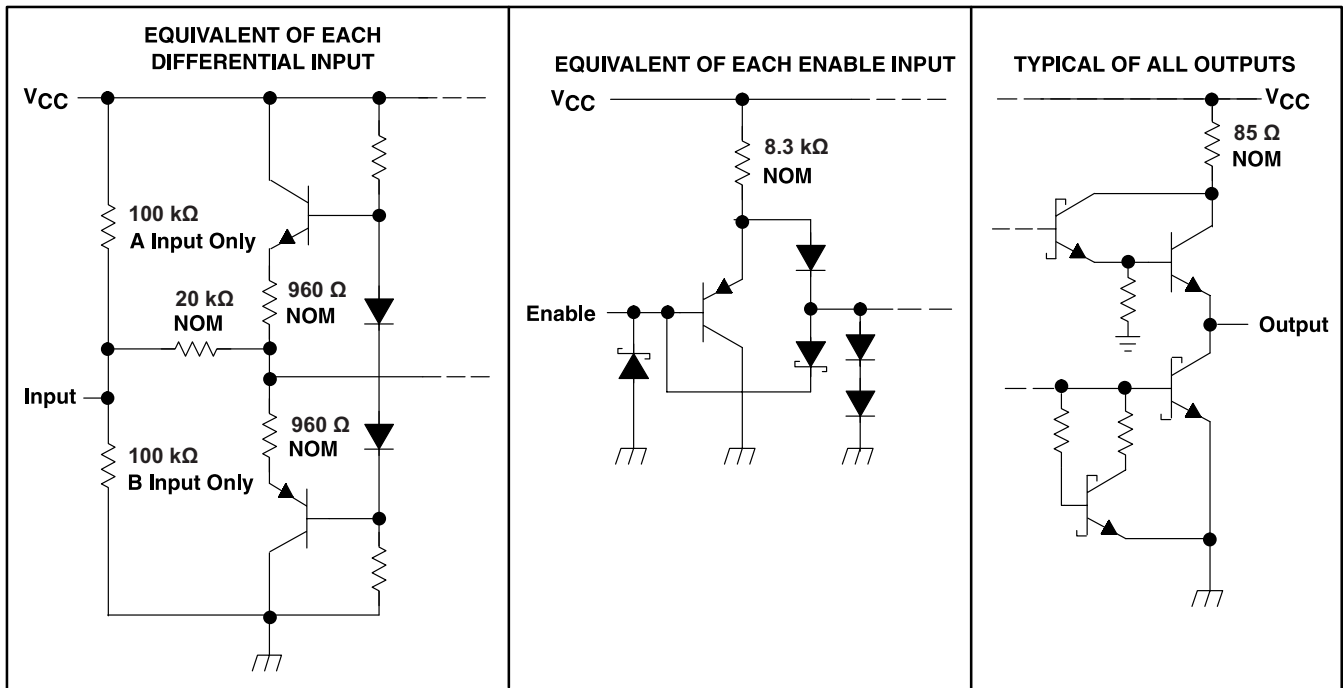 EQUIVALENT OF EACH
DIFFERENTIAL INPUT
VCC
100 kΩ
A Input Only
20 kΩ
NOM
960 Ω
NOM
Input
960 Ω
NOM
100 kΩ
B Input Only
EQUIVALENT OF EACH ENABLE INPUT
VCC
8.3 kΩ
NOM
Enable
TYPICAL OF ALL OUTPUTS
VCC
85 Ω
NOM
Output